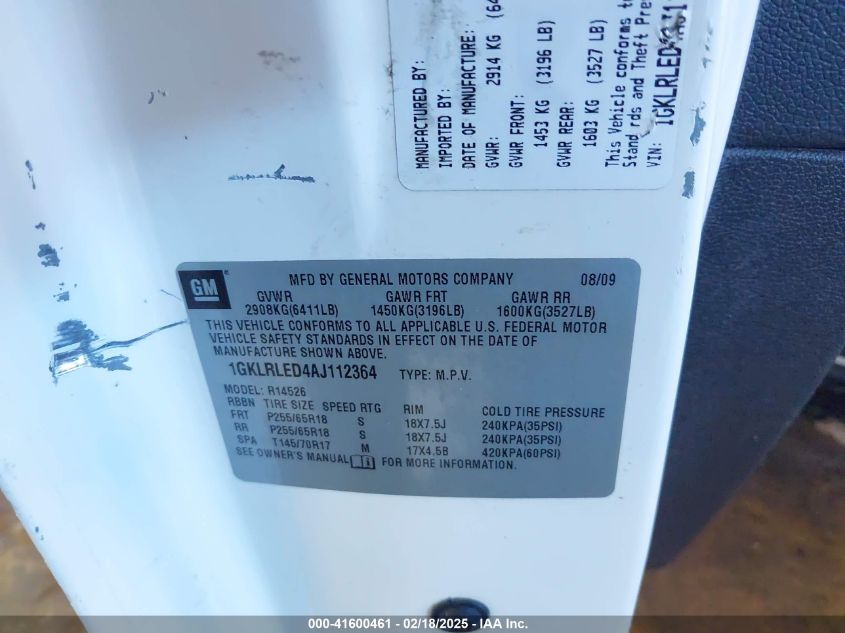 MANUFACTURED BY:
IMPORTED BY:
DATE OF MANUFACTURE:
GVWR: 2914 KG (64
GVWR FRONT:
1453 KG (3196 LB)
GVWR REAR:
1603 KG (3527 LB)
This Vehicle conforms t
Stand rds and Theft Prev
VIN: 1GKLRLED4AJ1
GM MFD BY GENERAL MOTORS COMPANY 08/09
GVWR GAWR FRT GAWR RR
2908KG(6411LB) 1450KG(3196LB) 1600KG(3527LB)
THIS VEHICLE CONFORMS TO ALL APPLICABLE U.S. FEDERAL MOTOR
VEHICLE SAFETY STANDARDS IN EFFECT ON THE DATE OF
MANUFACTURE SHOWN ABOVE.
1GKLRLED4AJ112364 TYPE: M.P.V.
MODEL: R14526
RBBN TIRE SIZE SPEED RTG RIM COLD TIRE PRESSURE
FRT P255/65R18 S 18X7.5J 240KPA(35PSI)
RR P255/65R18 S 18X7.5J 240KPA(35PSI)
SPA T145/70R17 M 17X4.5B 420KPA(60PSI)
SEE OWNER'S MANUAL FOR MORE INFORMATION.
000-41600461 - 02/18/2025 - IAA Inc.